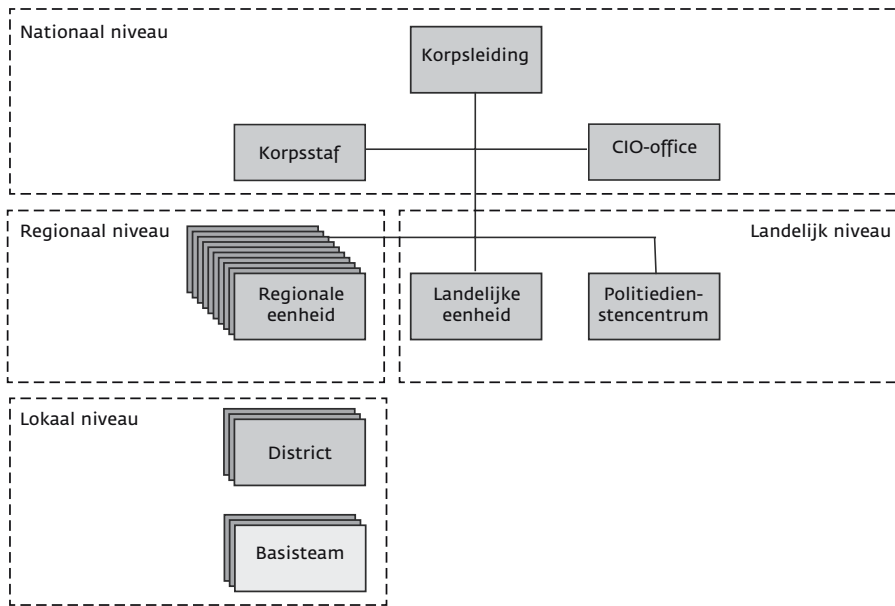 Nationaal niveau
Korpsleiding
Korpsstaf
CIO-office
Regionaal niveau
Landelijk niveau
Regionale
eenheid
Landelijke
eenheid
Politiedien-
stencentrum
Lokaal niveau
District
Basisteam